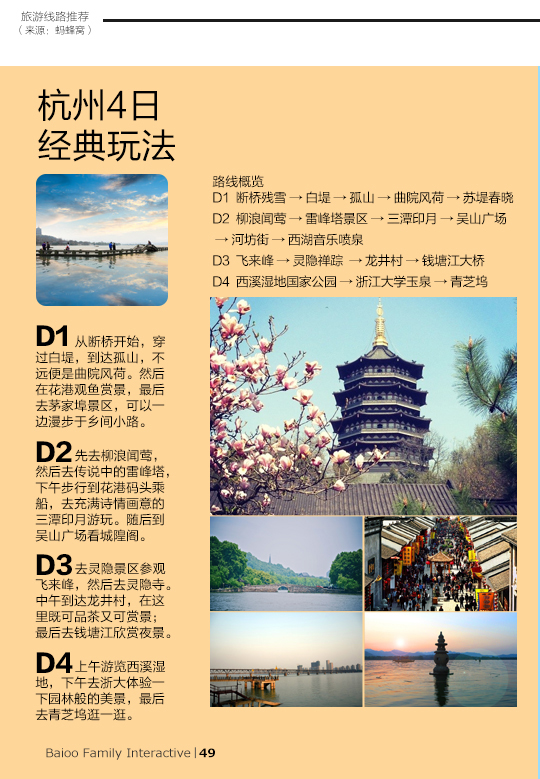 旅游线路推荐
（来源：蚂蜂窝）
杭州4日
经典玩法
路线概览
D1 断桥残雪→白堤→孤山→曲院风荷→苏堤春晓
D2 柳浪闻莺→雷峰塔景区→三潭印月→吴山广场
→河坊街→西湖音乐喷泉
D3 飞来峰→灵隐禅踪 →龙井村→钱塘江大桥
D4 西溪湿地国家公园→浙江大学玉泉→青芝坞
D1 从断桥开始，穿
过白堤，到达孤山，不
远便是曲院风荷。然后
在花港观鱼赏景，最后
去茅家埠景区，可以一
边漫步于乡间小路。
D2 先去柳浪闻莺，
然后去传说中的雷峰塔，
下午步行到花港码头乘
船，去充满诗情画意的
三潭印月游玩。随后到
吴山广场看城隍阁。
D3 去灵隐景区参观
飞来峰，然后去灵隐寺。
中午到达龙井村，在这
里既可品茶又可赏景；
最后去钱塘江欣赏夜景。
D4 上午游览西溪湿
地，下午去浙大体验一
下园林般的美景，最后
去青芝坞逛一逛。
Baioo Family Interactive | 49